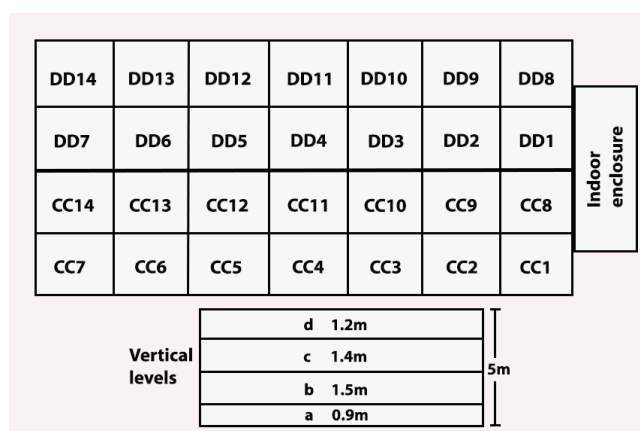 DD14 DD13 DD12 DD11 DD10 DD9 DD8
DD7 DD6 DD5 DD4 DD3 DD2 DD1
CC14 CC13 CC12 CC11 CC10 CC9 CC8
CC7 CC6 CC5 CC4 CC3 CC2 CC1
Indoor
enclosure
Vertical
levels
d 1.2m
c 1.4m
b 1.5m
a 0.9m
5m